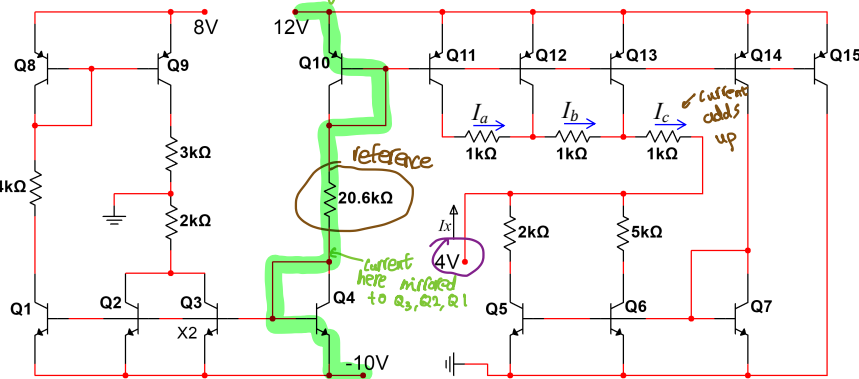 8V
12V
Q8
Q9
Q10
Q11
Q12
Q13
Q14
Q15
Ia
Ib
Ic
current
adds
up
1kΩ
1kΩ
1kΩ
3kΩ
reference
4kΩ
20.6kΩ
2kΩ
Ix
2kΩ
5kΩ
4V
current
here mirrored
to Q3, Q2, Q1
Q1
Q2
Q3
X2
Q4
Q5
Q6
Q7
-10V